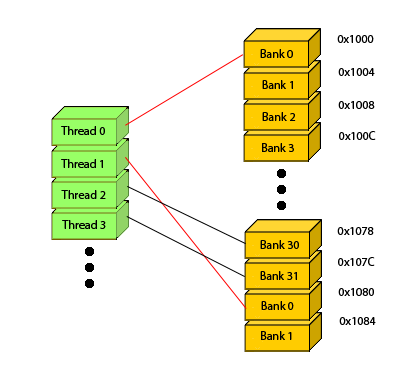 Thread 0
Thread 1
Thread 2
Thread 3
Bank 0
0x1000
Bank 1
0x1004
Bank 2
0x1008
Bank 3
0x100C
Bank 30
0x1078
Bank 31
0x107C
Bank 0
0x1080
Bank 1
0x1084